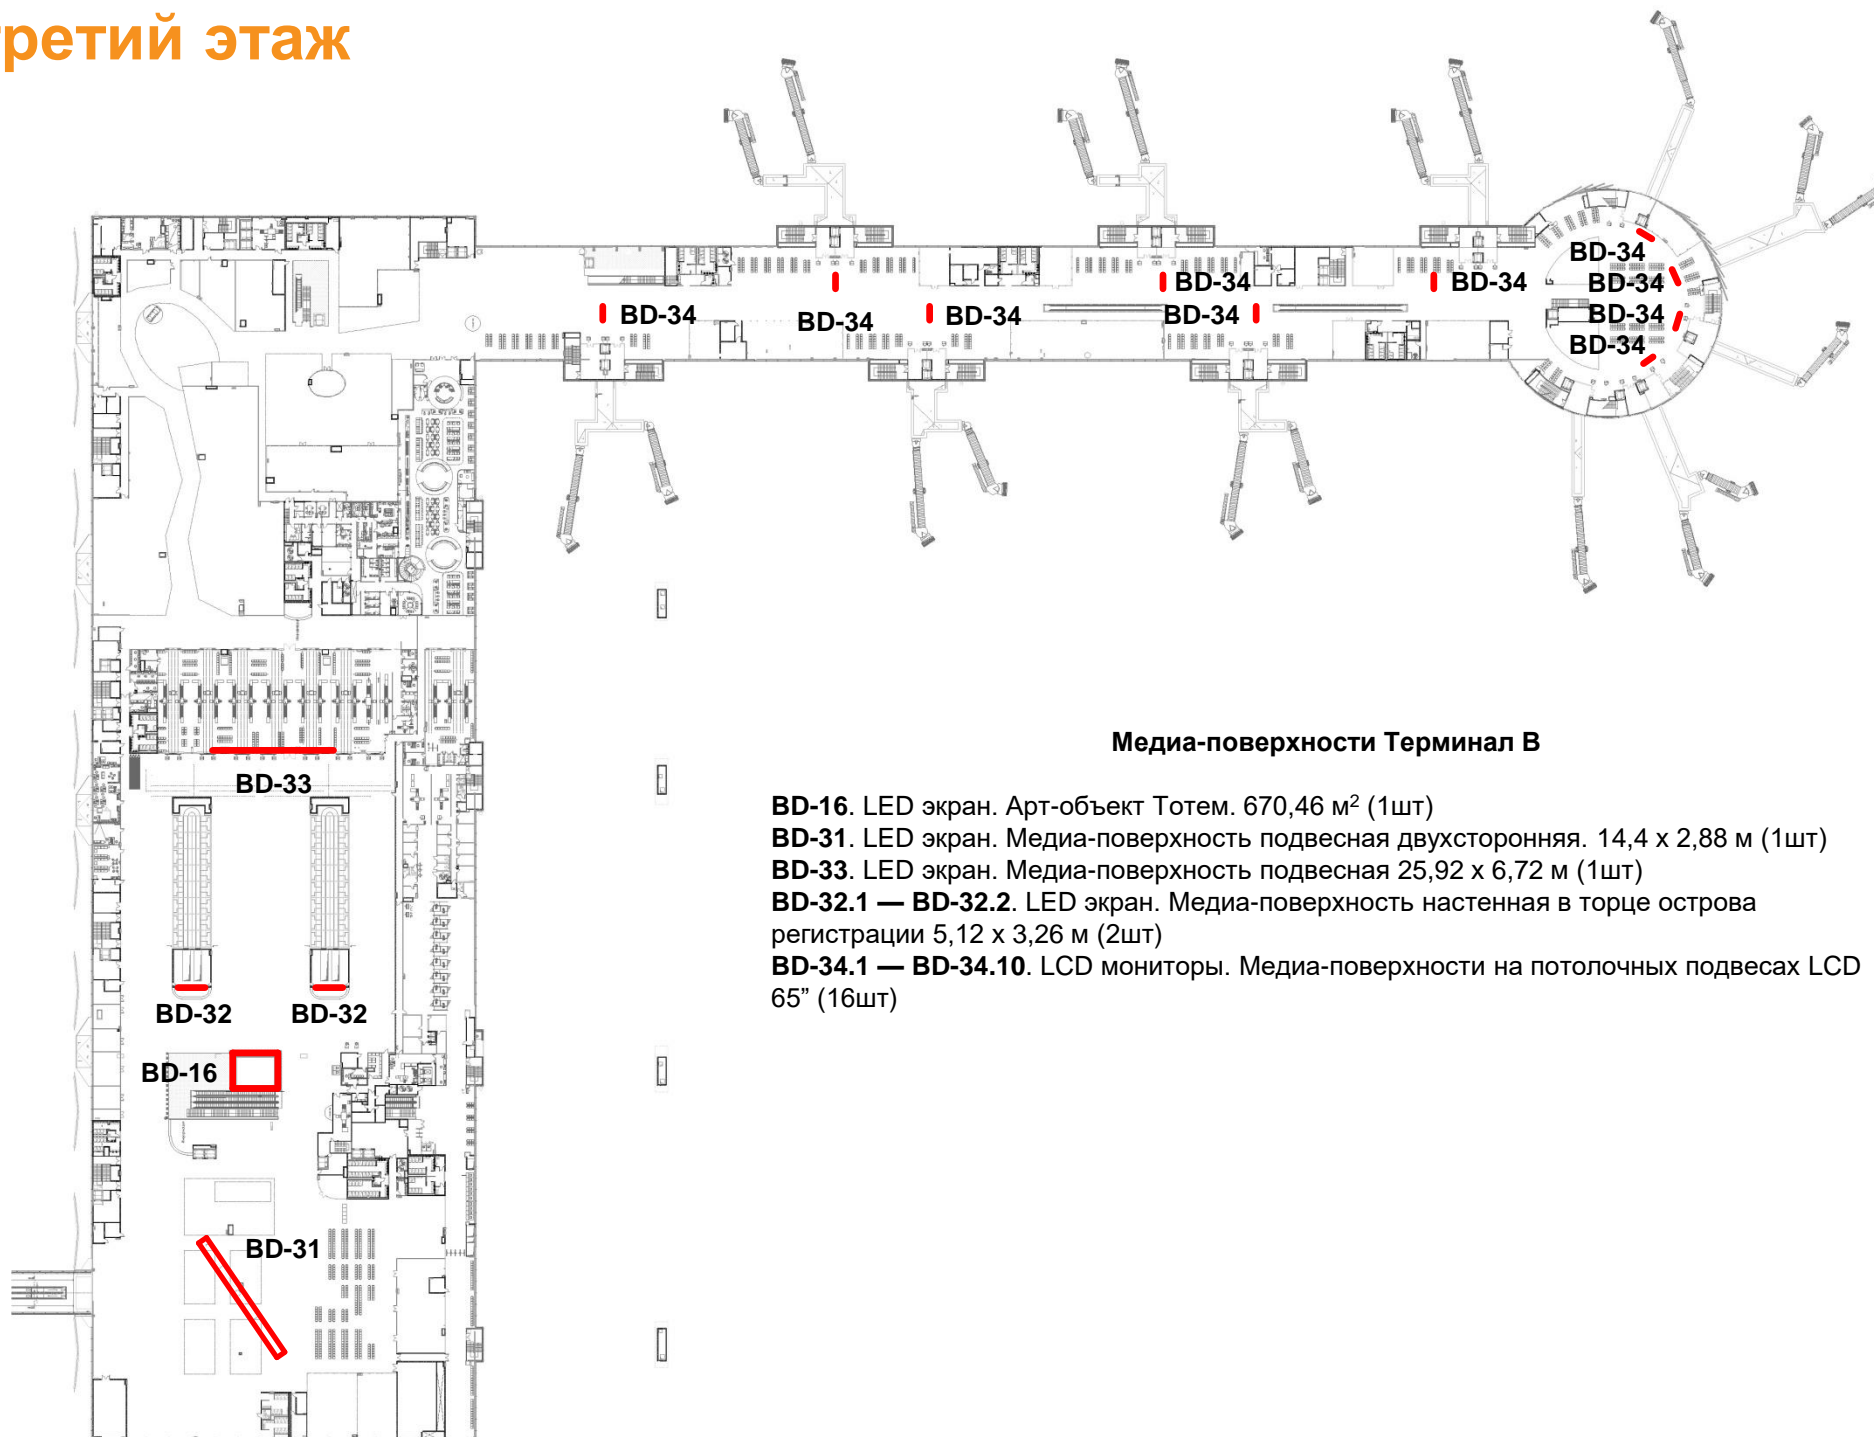 третий этаж
BD-34
BD-34
BD-34
BD-34
BD-34
BD-34
BD-34
BD-34
BD-34
BD-34
BD-33
Медиа-поверхности Терминал B
BD-16. LED экран. Арт-объект Тотем. 670,46 м² (1шт)
BD-31. LED экран. Медиа-поверхность подвесная двухсторонняя. 14,4 x 2,88 м (1шт)
BD-33. LED экран. Медиа-поверхность подвесная 25,92 x 6,72 м (1шт)
BD-32.1 — BD-32.2. LED экран. Медиа-поверхность настенная в торце острова
регистрации 5,12 x 3,26 м (2шт)
BD-34.1 — BD-34.10. LCD мониторы. Медиа-поверхности на потолочных подвесах LCD
65” (16шт)
BD-32
BD-32
BD-16
BD-31